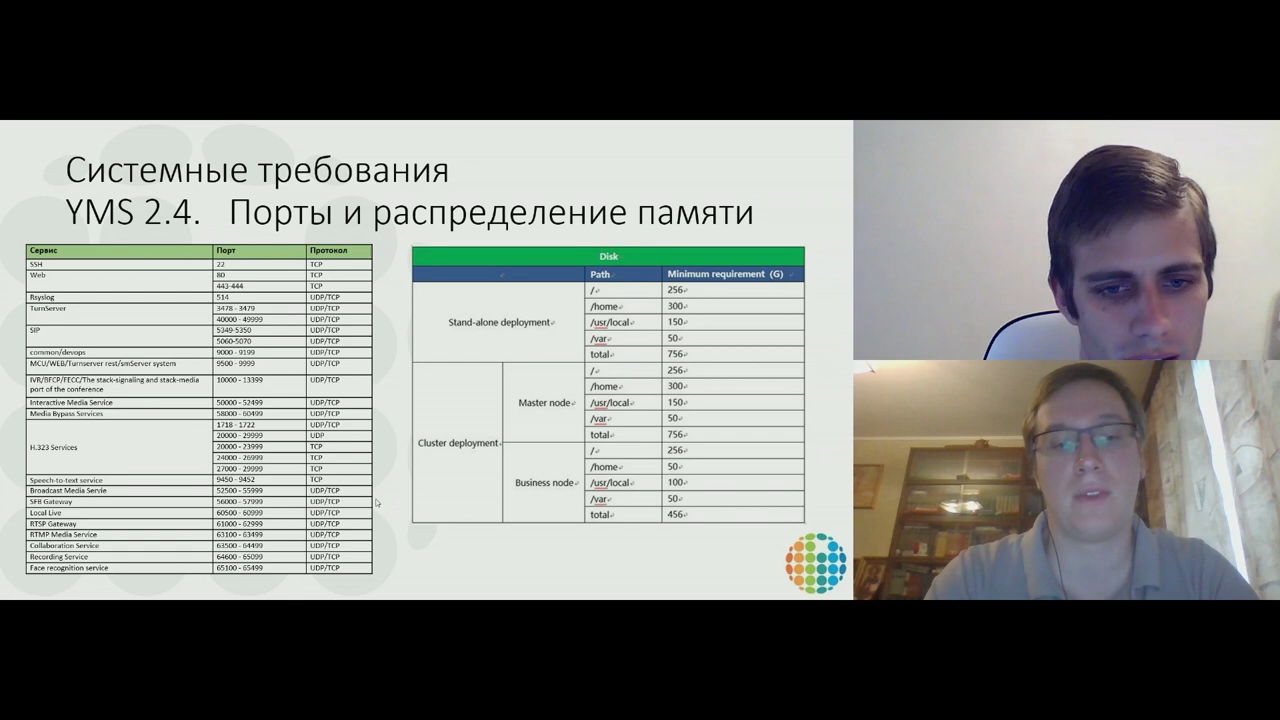 Системные требования
YMS 2.4. Порты и распределение памяти
Сервис Порт Протокол
SSH 22 TCP
Web 80 TCP
443-444 TCP
Rsyslog 514 UDP/TCP
TurnServer 3478 - 3479 UDP/TCP
40000 - 49999 UDP/TCP
SIP 5349-5350 UDP/TCP
5060-5070 UDP/TCP
common/devops 9000 - 9199 UDP/TCP
MCU/WEB/Turnserver rest/smServer system 9500 - 9999 UDP/TCP
IVR/BFCP/FECC/The stack-signaling and stack-media 10000 - 13399 UDP/TCP
port of the conference
Interactive Media Service 50000 - 52499 UDP/TCP
Media Bypass Services 58000 - 60499 UDP/TCP
H.323 Services 1718 - 1722 UDP/TCP
20000 - 29999 UDP
20000 - 23999 TCP
24000 - 26999 TCP
27000 - 29999 TCP
Speech-to-text service 9450 - 9452 TCP
Broadcast Media Servie 52500 - 55999 UDP/TCP
SFB Gateway 56000 - 57999 UDP/TCP
Local Live 60500 - 60999 UDP/TCP
RTSP Gateway 61000 - 62999 UDP/TCP
RTMP Media Service 63100 - 63499 UDP/TCP
Collaboration Service 63500 - 64499 UDP/TCP
Recording Service 64600 - 65099 UDP/TCP
Face recognition service 65100 - 65499 UDP/TCP
Disk
Path Minimum requirement (G)
Stand-alone deployment / 256
/home 300
/usr/local 150
/var 50
total 756
Cluster deployment Master node / 256
/home 300
/usr/local 150
/var 50
total 756
Business node / 256
/home 50
/usr/local 100
/var 50
total 456